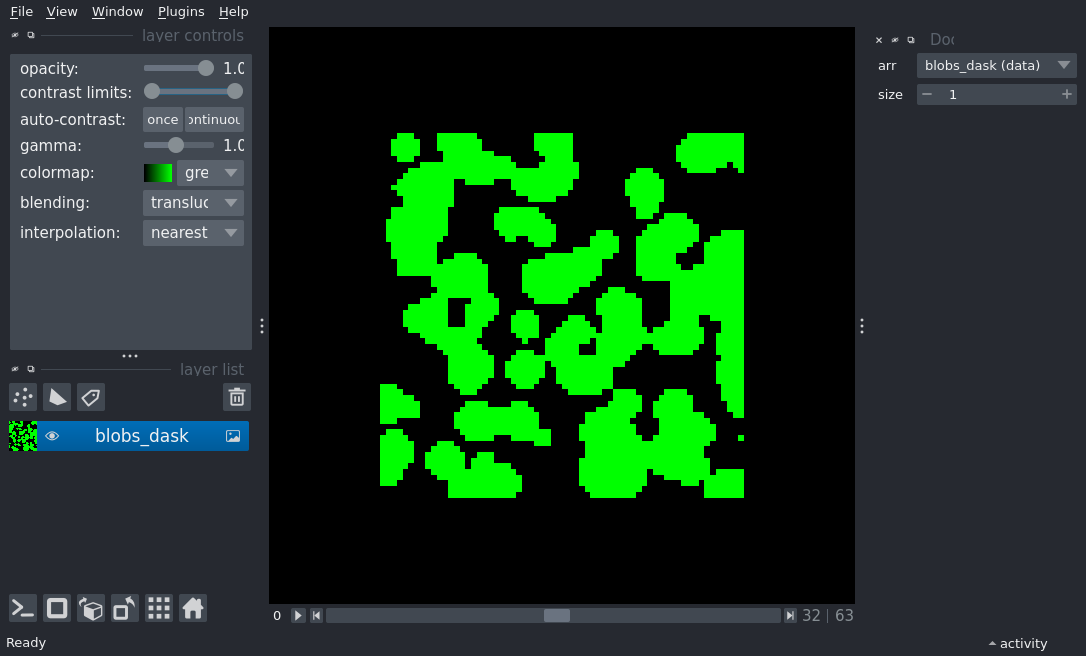 File View Window Plugins Help
layer controls
opacity: 1.0
contrast limits:
auto-contrast: once ontinuou
gamma: 1.0
colormap: gre
blending: transluc
interpolation: nearest
layer list
blobs_dask
Ready
0 32 | 63
Doc
arr blobs_dask (data)
size 1
activity